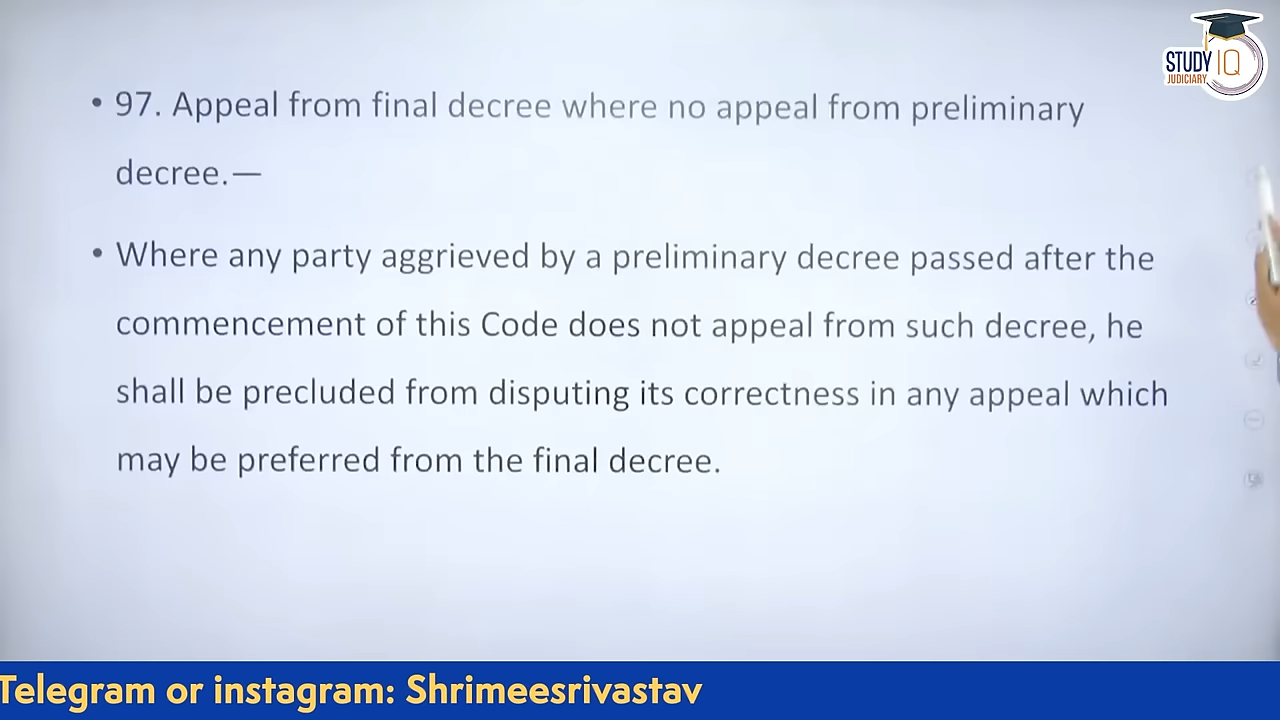 STUDY IQ
JUDICIARY
• 97. Appeal from final decree where no appeal from preliminary
decree.—
• Where any party aggrieved by a preliminary decree passed after the
commencement of this Code does not appeal from such decree, he
shall be precluded from disputing its correctness in any appeal which
may be preferred from the final decree.
Telegram or instagram: Shrimeesrivastav